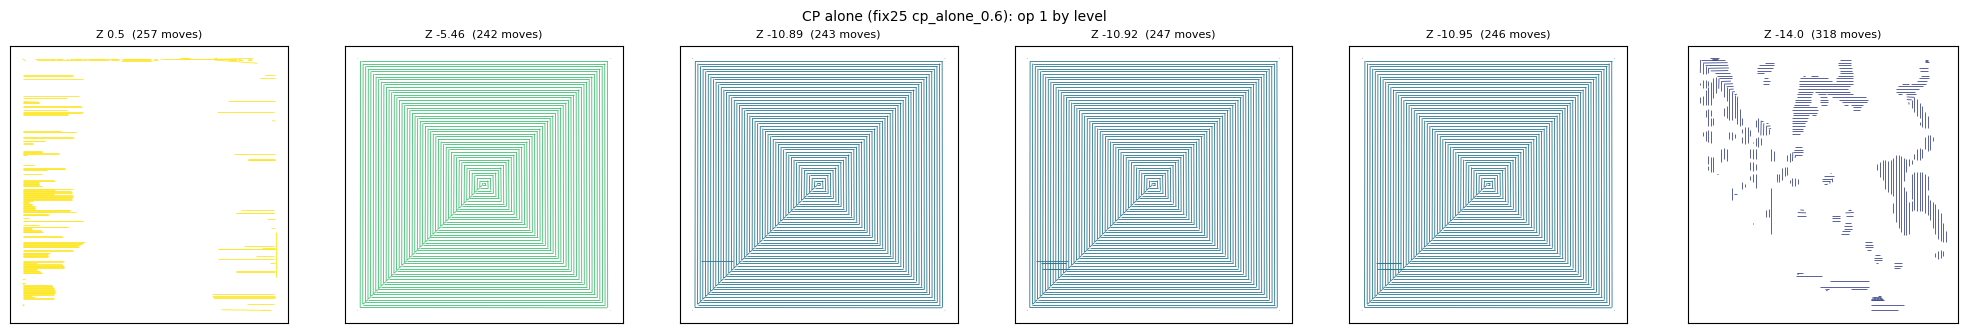 CP alone (fix25 cp_alone_0.6): op 1 by level
Z 0.5  (257 moves)
Z -5.46  (242 moves)
Z -10.89  (243 moves)
Z -10.92  (247 moves)
Z -10.95  (246 moves)
Z -14.0  (318 moves)